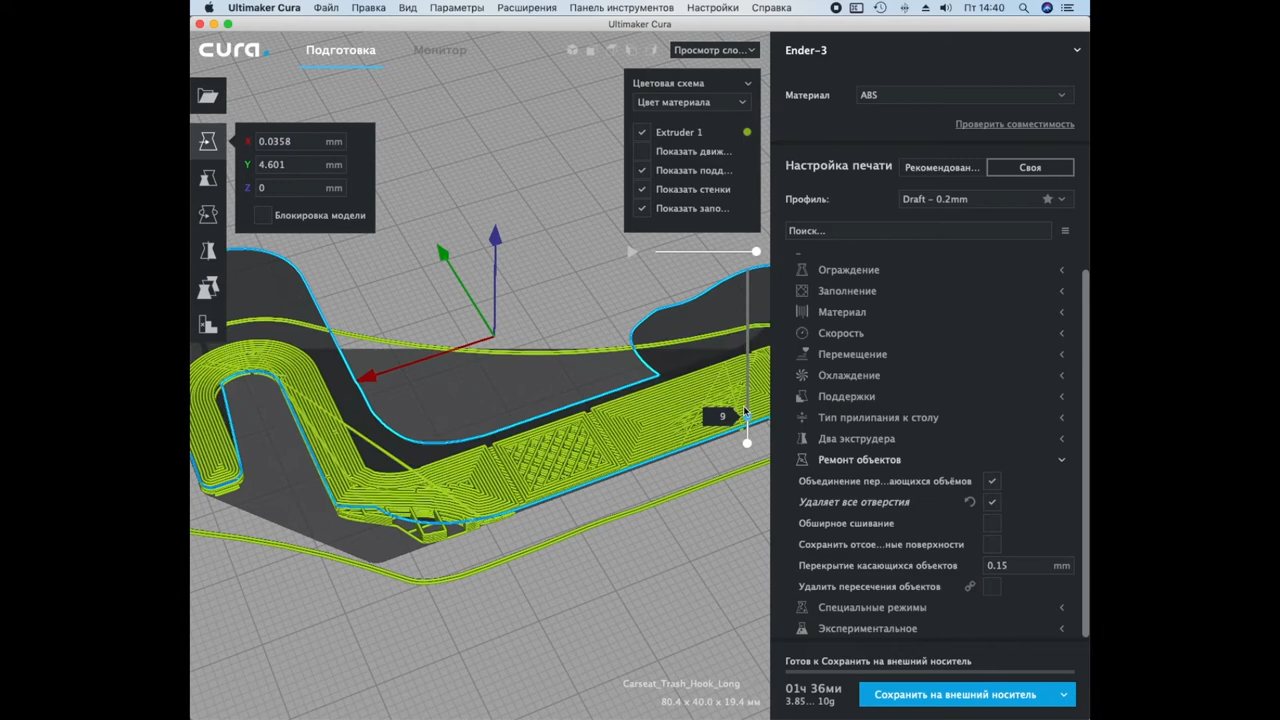 Ultimaker Cura Файл Правка Вид Параметры Расширения Панель инструментов Настройки Справка Пт 14:40
Ultimaker Cura
cura.
Подготовка
Монитор
Просмотр сло...
Цветовая схема
Цвет материала
Extruder 1
Показать движ...
Показать подд...
Показать стенки
Показать запо...
X 0.0358 mm
Y 4.601 mm
Z 0 mm
Блокировка модели
9
Carseat_Trash_Hook_Long
80.4 x 40.0 x 19.4 мм
Ender-3
Материал ABS
Проверить совместимость
Настройка печати Рекомендован... Своя
Профиль: Draft - 0.2mm
Поиск...
Ограждение
Заполнение
Материал
Скорость
Перемещение
Охлаждение
Поддержки
Тип прилипания к столу
Два экструдера
Ремонт объектов
Объединение пер...ающихся объёмов
Удаляет все отверстия
Обширное сшивание
Сохранить отсое...ные поверхности
Перекрытие касающихся объектов 0.15 mm
Удалить пересечения объектов
Специальные режимы
Экспериментальное
Готов к Сохранить на внешний носитель
01ч 36ми
3.85... 10g
Сохранить на внешний носитель